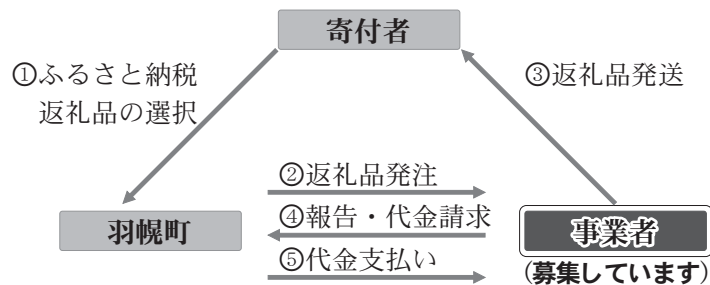 寄付者
①ふるさと納税
返礼品の選択
③返礼品発送
②返礼品発注
羽幌町
④報告・代金請求
事業者
⑤代金支払い
(募集しています)